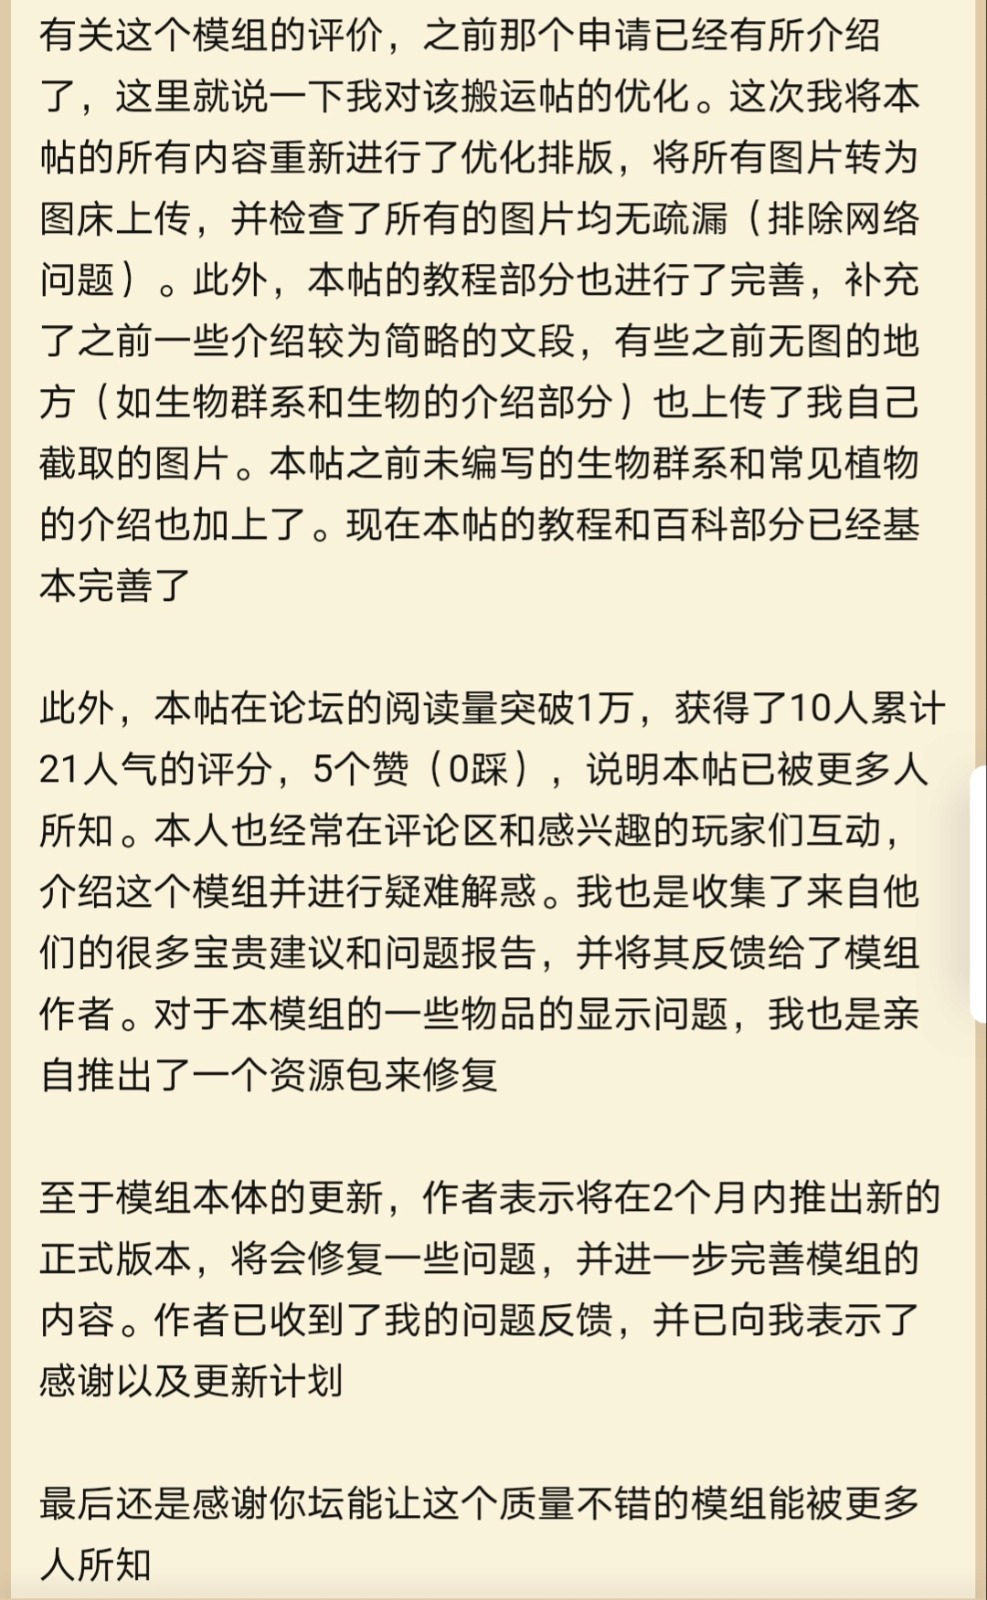 有关这个模组的评价，之前那个申请已经有所介绍
了，这里就说一下我对该搬运帖的优化。这次我将本
帖的所有内容重新进行了优化排版，将所有图片转为
图床上传，并检查了所有的图片均无疏漏（排除网络
问题）。此外，本帖的教程部分也进行了完善，补充
了之前一些介绍较为简略的文段，有些之前无图的地
方（如生物群系和生物的介绍部分）也上传了我自己
截取的图片。本帖之前未编写的生物群系和常见植物
的介绍也加上了。现在本帖的教程和百科部分已经基
本完善了
此外，本帖在论坛的阅读量突破1万，获得了10人累计
21人气的评分，5个赞（0踩），说明本帖已被更多人
所知。本人也经常在评论区和感兴趣的玩家们互动，
介绍这个模组并进行疑难解惑。我也是收集了来自他
们的很多宝贵建议和问题报告，并将其反馈给了模组
作者。对于本模组的一些物品的显示问题，我也是亲
自推出了一个资源包来修复
至于模组本体的更新，作者表示将在2个月内推出新的
正式版本，将会修复一些问题，并进一步完善模组的
内容。作者已收到了我的问题反馈，并已向我表示了
感谢以及更新计划
最后还是感谢你坛能让这个质量不错的模组能被更多
人所知